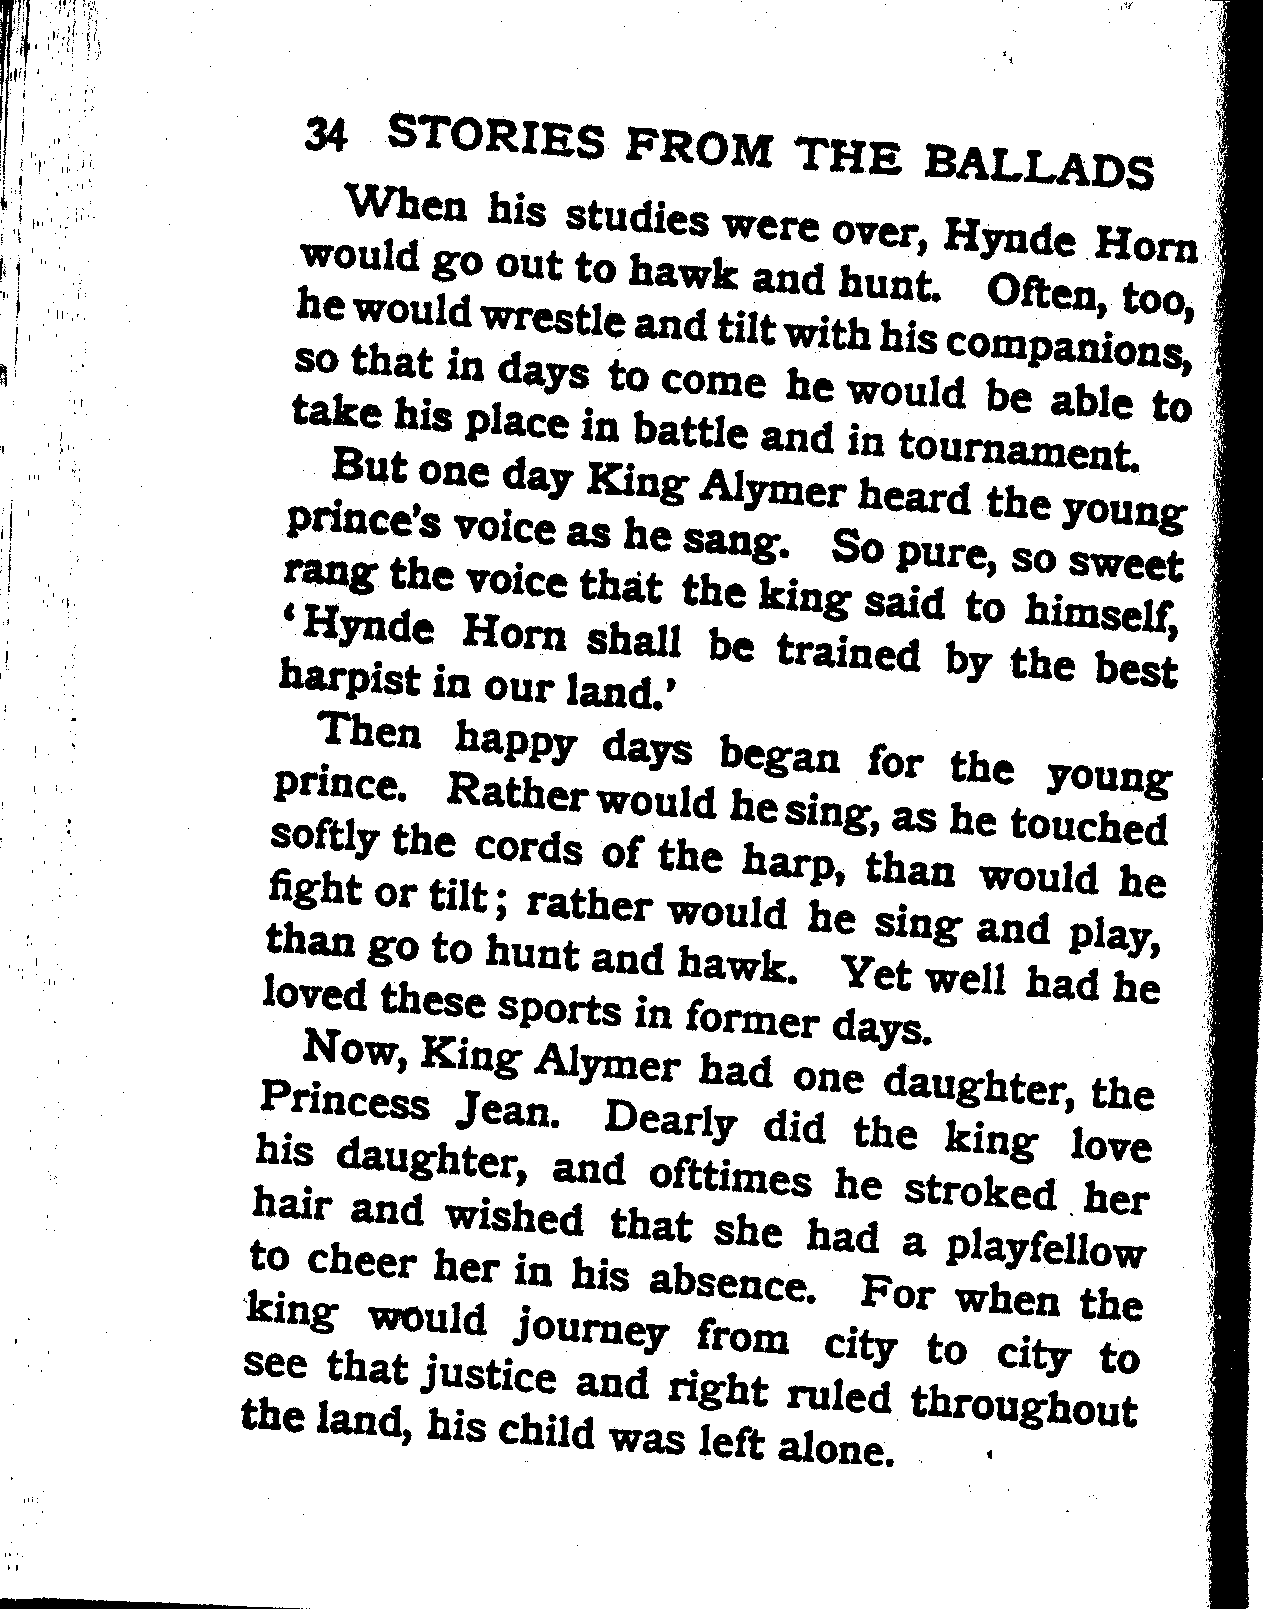 34 STORIES FROM THE BALLADS
When his studies were over, Hynde Horn
would go out to hawk and hunt. Often, too,
he would wrestle and tilt with his companions,
so that in days to come he would be able to
take his place in battle and in tournament.
But one day King Alymer heard the young
prince's voice as he sang. So pure, so sweet
rang the voice that the king said to himself,
‘Hynde Horn shall be trained by the best
harpist in our land.’
Then happy days began for the young
prince. Rather would he sing, as he touched
softly the cords of the harp, than would he
fight or tilt; rather would he sing and play,
than go to hunt and hawk. Yet well had he
loved these sports in former days.
Now, King Alymer had one daughter, the
Princess Jean. Dearly did the king love
his daughter, and ofttimes he stroked her
hair and wished that she had a playfellow
to cheer her in his absence. For when the
king would journey from city to city to
see that justice and right ruled throughout
the land, his child was left alone.